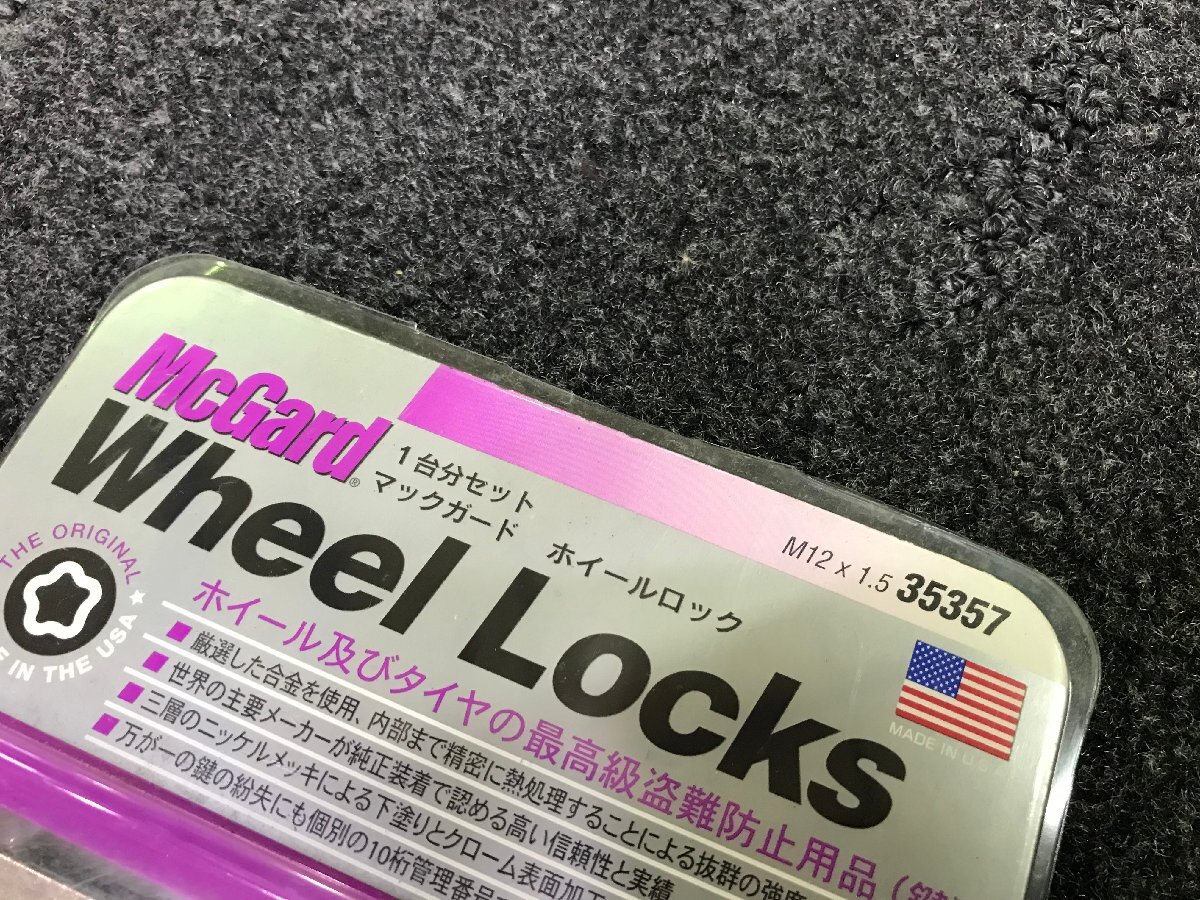 McGard®
1台分セット
マックガード ホイールロック
M12 x 1.5 35357
Wheel Locks
THE ORIGINAL
IN THE USA
MADE IN U.S.A
ホイール及びタイヤの最高級盗難防止用品（鍵
■厳選した合金を使用、内部まで精密に熱処理することによる抜群の強度
■世界の主要メーカーが純正装着で認める高い信頼性と実績
■三層のニッケルメッキによる下塗りとクローム表面加工
■万が一の鍵の紛失にも個別の10桁管理番号